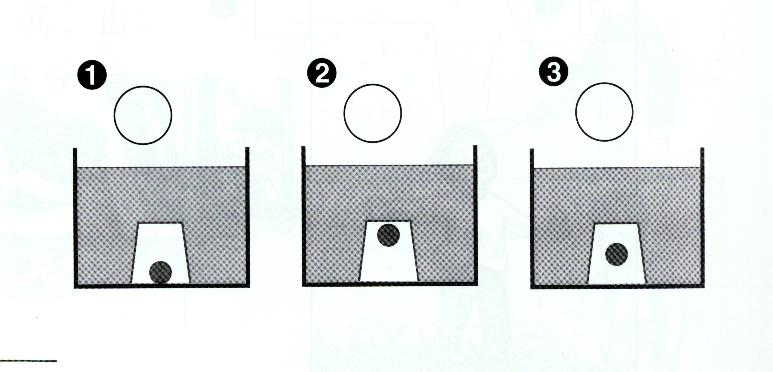 ❶
❷
❸